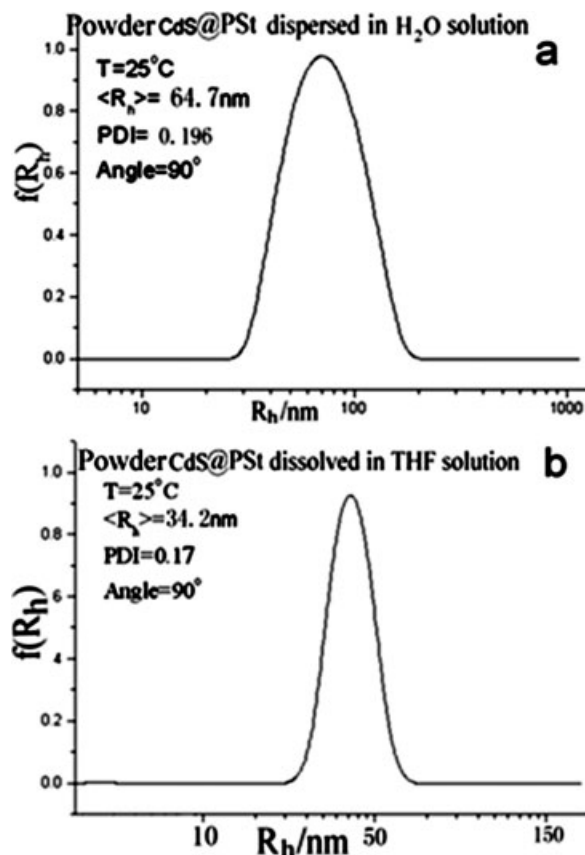 Powder CdS@PSt dispersed in H₂O solution
a
T=25°C
<Rₕ>= 64.7nm
PDI= 0.196
Angle=90°
f(Rₕ)
1.0
0.8
0.6
0.4
0.2
0.0
10
100
1000
Rₕ/nm
Powder CdS@PSt dissolved in THF solution
b
T=25°C
<Rₕ>=34.2nm
PDI=0.17
Angle=90°
f(Rh)
1.0
0.8
0.6
.4
0.2
0.0
10
50
150
Rₕ/nm